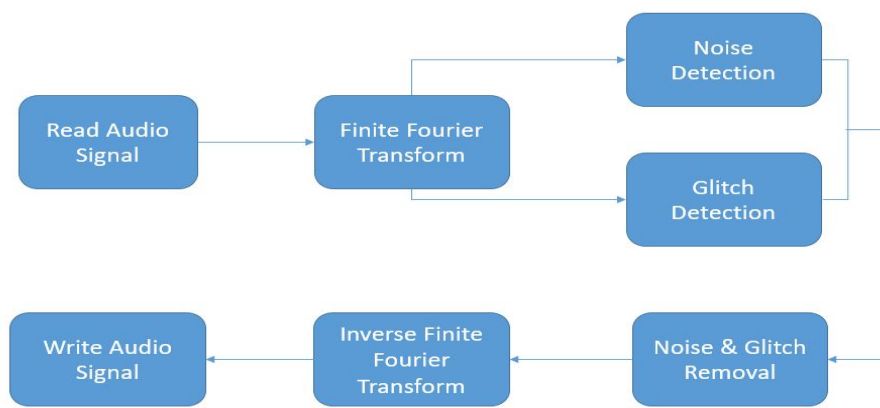 Noise
Detection
Read Audio
Signal
Finite Fourier
Transform
Glitch
Detection
Write Audio
Signal
Inverse Finite
Fourier
Transform
Noise & Glitch
Removal